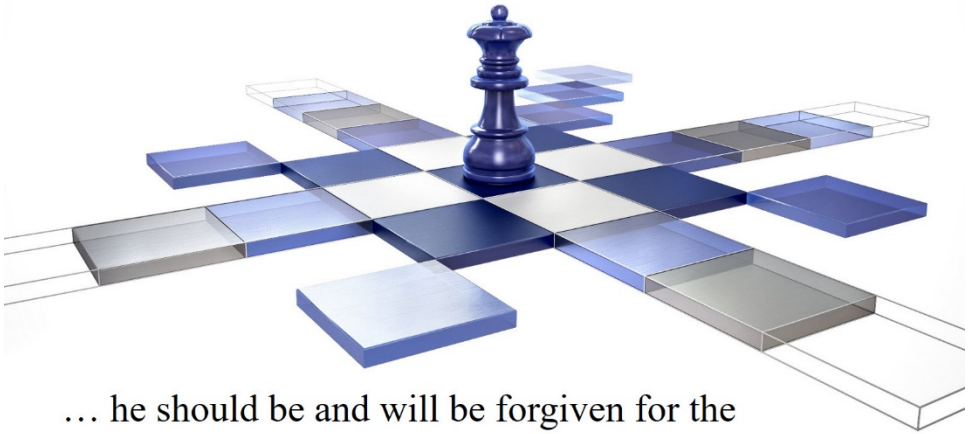 … he should be and will be forgiven for the